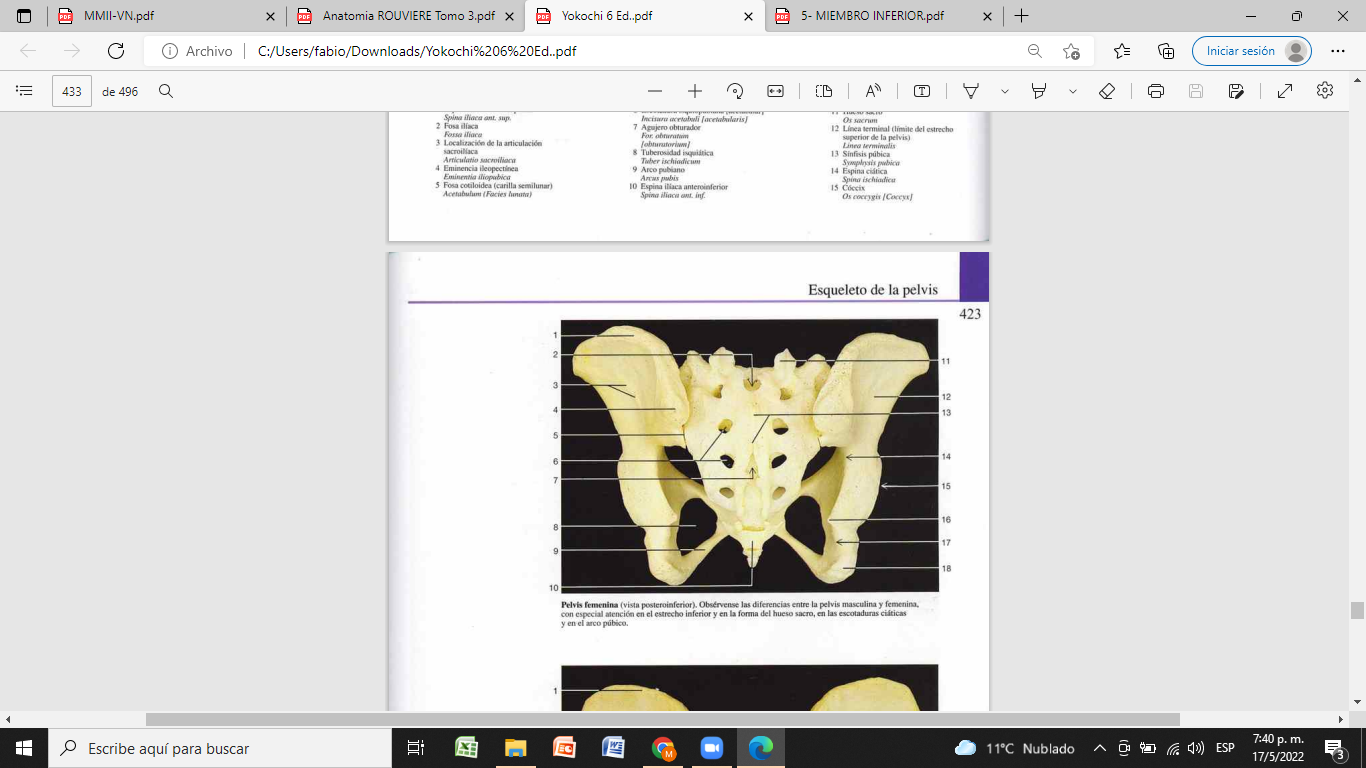 MMII-VN.pdf
Anatomia ROUVIERE Tomo 3.pdf
Yokochi 6 Ed..pdf
5- MIEMBRO INFERIOR.pdf
Archivo
C:/Users/fabio/Downloads/Yokochi%206%20Ed..pdf
Iniciar sesión
433
de 496
Spina iliaca ant. sup.
2 Fosa ilíaca
Fossa iliaca
3 Localización de la articulación
sacroilíaca
Articulatio sacroiliaca
4 Eminencia ileopectínea
Eminentia iliopubica
5 Fosa cotiloidea (carilla semilunar)
Acetabulum (Facies lunata)
Incisura acetabuli [acetabularis]
7 Agujero obturador
For. obturatum
[obturatorium]
8 Tuberosidad isquiática
Tuber ischiadicum
9 Arco pubiano
Arcus pubis
10 Espina ilíaca anteroinferior
Spina iliaca ant. inf.
11 Hueso sacro
Os sacrum
12 Línea terminal (límite del estrecho
superior de la pelvis)
Linea terminalis
13 Sínfisis púbica
Symphysis pubica
14 Espina ciática
Spina ischiadica
15 Cóccix
Os coccygis [Coccyx]
Esqueleto de la pelvis
423
1
2
3
4
5
6
7
8
9
10
11
12
13
14
15
16
17
18
Pelvis femenina (vista posteroinferior). Obsérvense las diferencias entre la pelvis masculina y femenina,
con especial atención en el estrecho inferior y en la forma del hueso sacro, en las escotaduras ciáticas
y en el arco púbico.
1
Escribe aquí para buscar
11°C Nublado
ESP
7:40 p. m.
17/5/2022
3